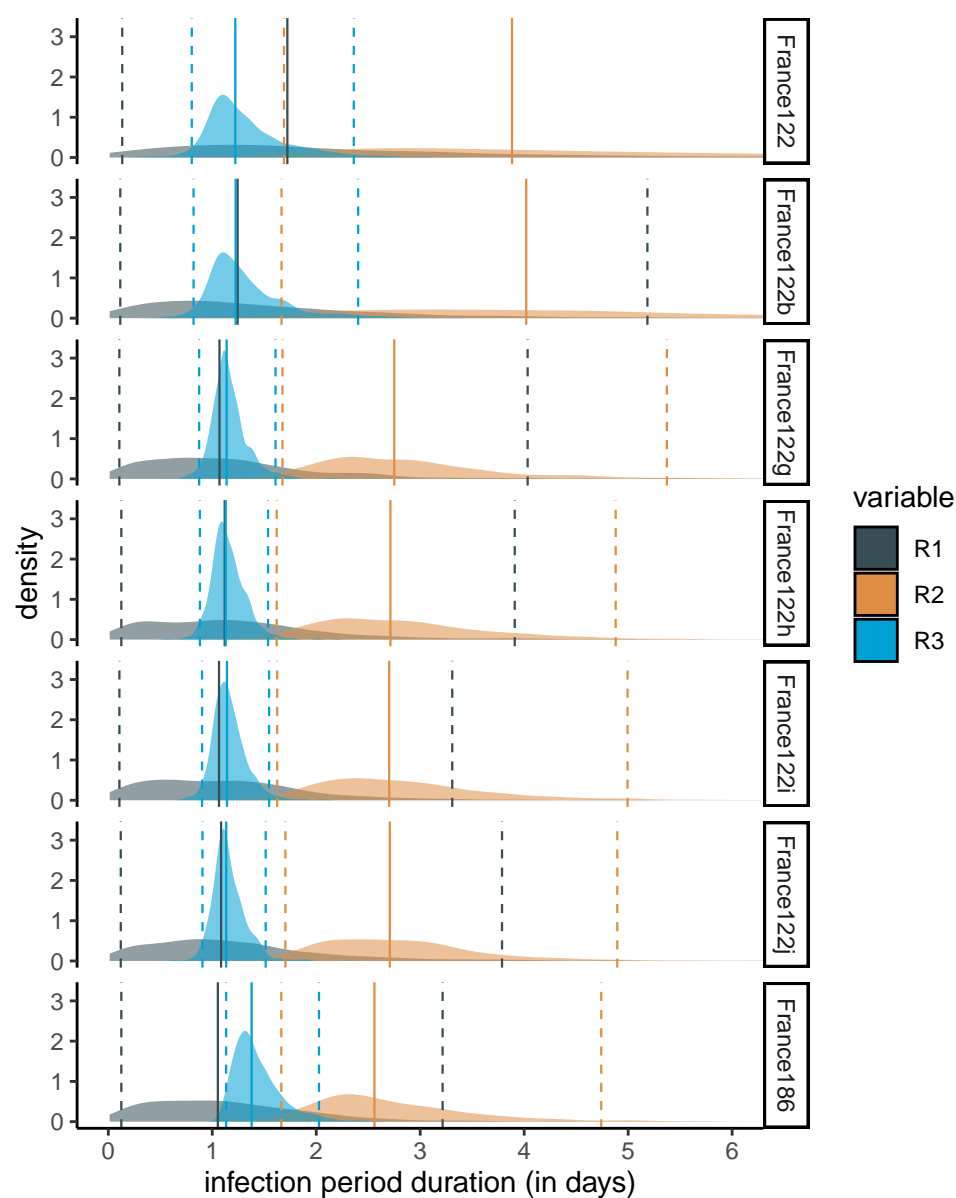 3
2
1
0
France122
3
2
1
0
France122b
3
2
1
0
France122g
3
2
1
0
France122h
3
2
1
0
France122i
3
2
1
0
France122j
3
2
1
0
France186
0 1 2 3 4 5 6
infection period duration (in days)
density
variable
R1
R2
R3